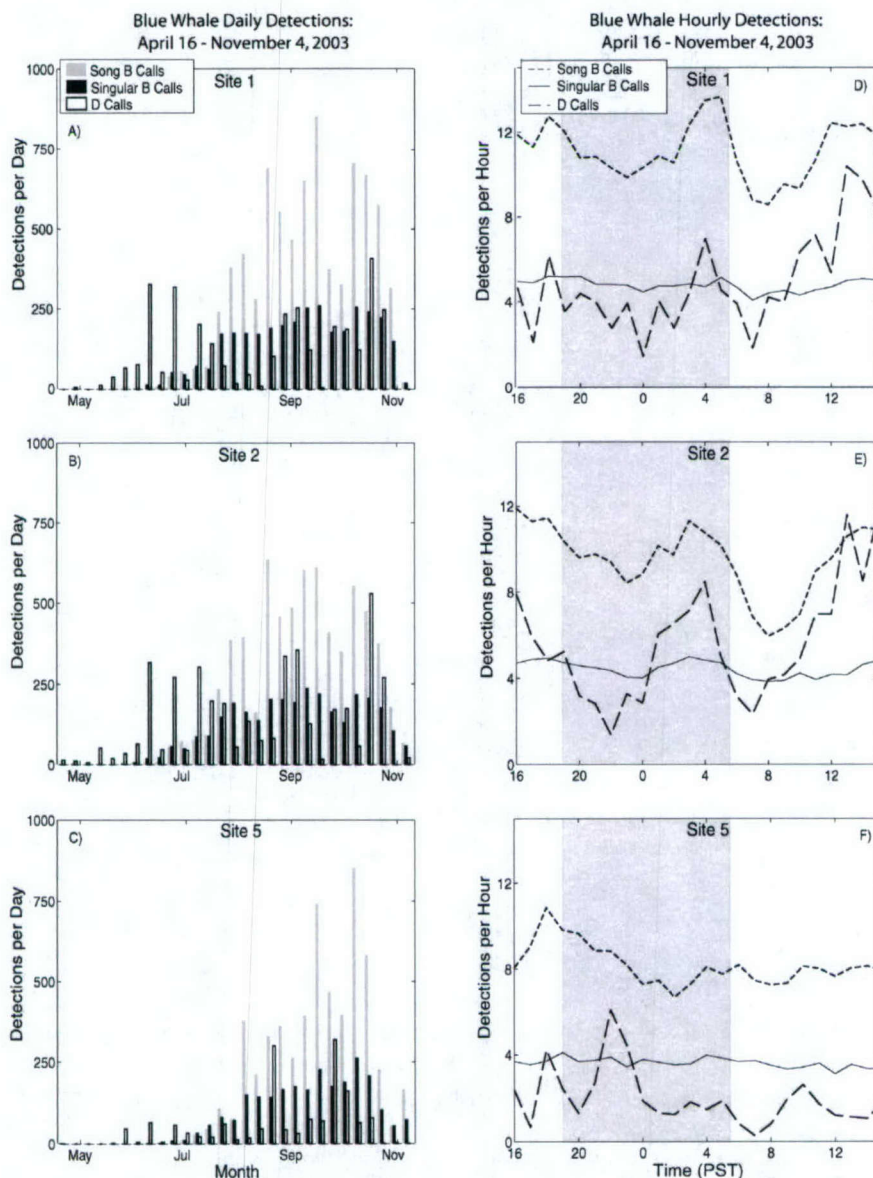 Blue Whale Daily Detections:
April 16 - November 4, 2003
Blue Whale Hourly Detections:
April 16 - November 4, 2003
Song B Calls
Singular B Calls
D Calls
Site 1
A)
Detections per Day
1000
750
500
250
0
May
Jul
Sep
Nov
Song B Calls
Singular B Calls
D Calls
Site 1
D)
Detections per Hour
12
8
4
0
16
20
0
4
8
12
B)
Site 2
Detections per Day
1000
750
500
250
0
May
Jul
Sep
Nov
Site 2
E)
Detections per Hour
12
8
4
0
16
20
0
4
8
12
C)
Site 5
Detections per Day
1000
750
500
250
0
May
Jul
Sep
Nov
Month
Site 5
F)
Detections per Hour
12
8
4
0
16
20
0
4
8
12
Time (PST)